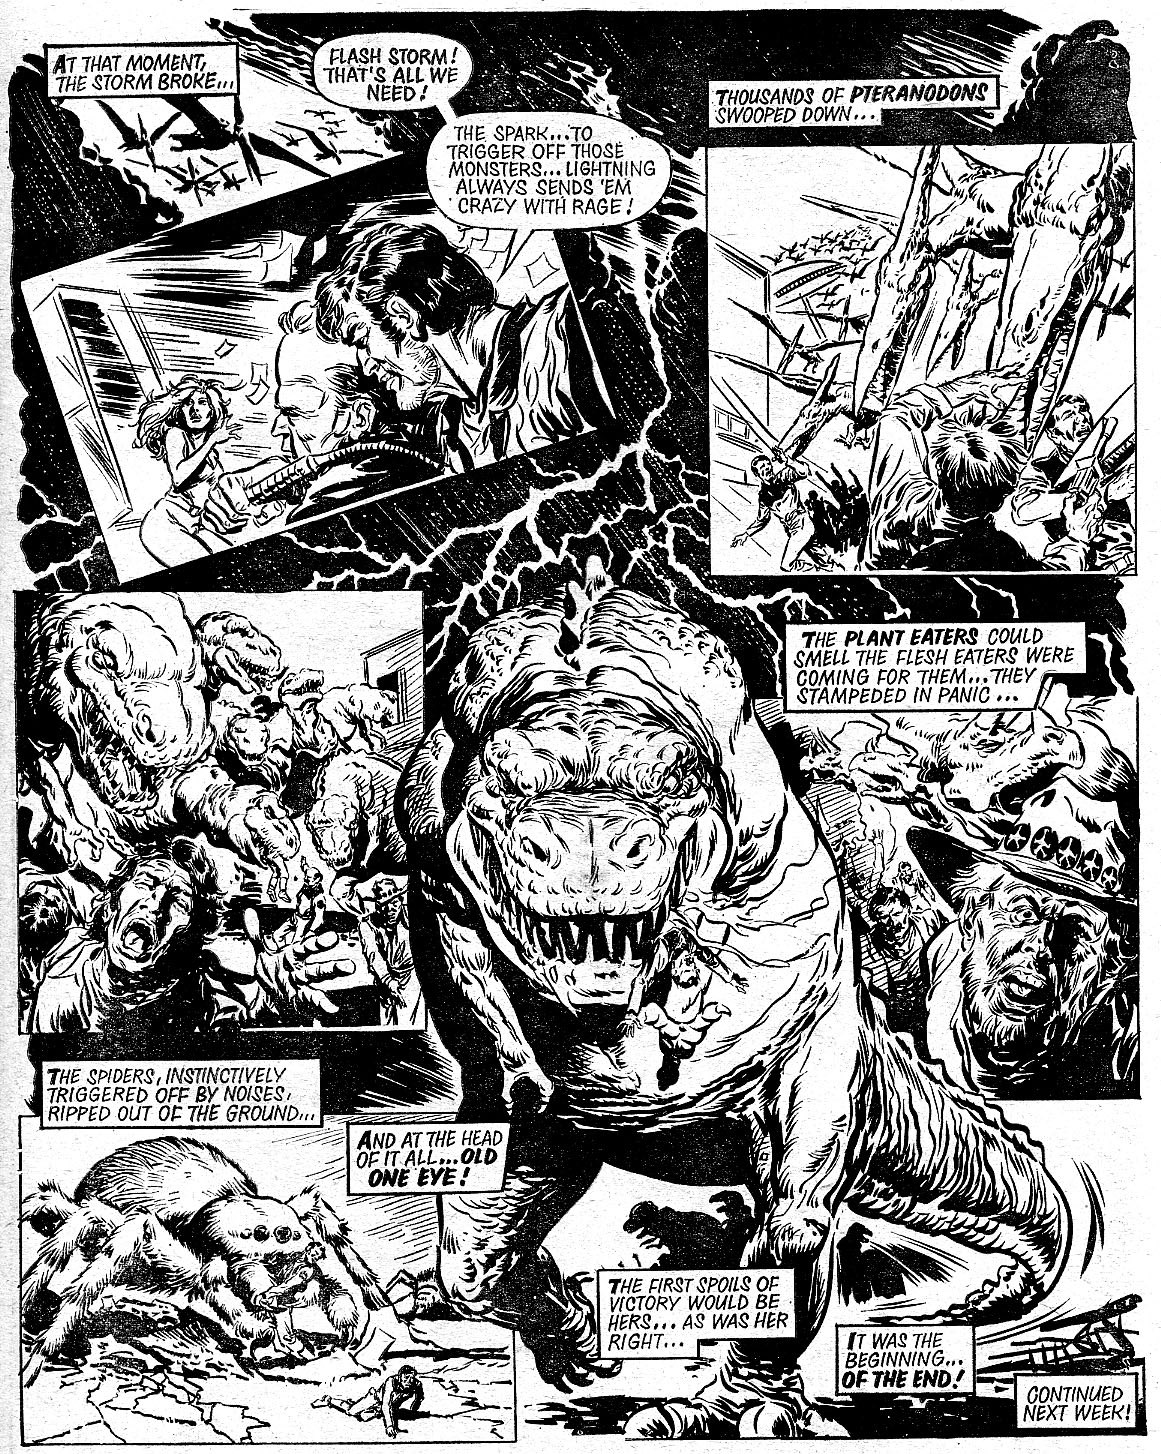 AT THAT MOMENT,
THE STORM BROKE...
FLASH STORM!
THAT'S ALL WE
NEED!
THE SPARK...TO
TRIGGER OFF THOSE
MONSTERS... LIGHTNING
ALWAYS SENDS 'EM
CRAZY WITH RAGE!
THOUSANDS OF PTERANODONS
SWOOPED DOWN...
THE PLANT EATERS COULD
SMELL THE FLESH EATERS WERE
COMING FOR THEM...THEY
STAMPEDED IN PANIC...
THE SPIDERS, INSTINCTIVELY
TRIGGERED OFF BY NOISES,
RIPPED OUT OF THE GROUND...
AND AT THE HEAD
OF IT ALL...OLD
ONE EYE!
THE FIRST SPOILS OF
VICTORY WOULD BE
HERS... AS WAS HER
RIGHT...
IT WAS THE
BEGINNING...
OF THE END!
CONTINUED
NEXT WEEK!